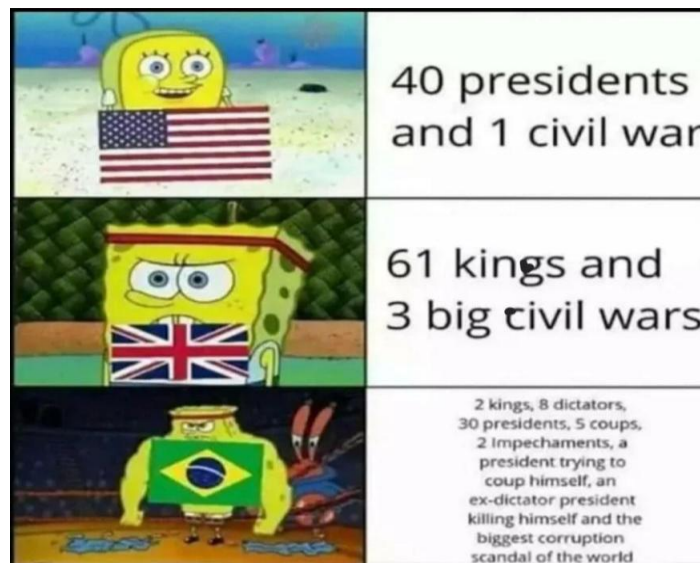 40 presidents
and 1 civil war
61 kings and
3 big civil wars
2 kings, 8 dictators,
30 presidents, 5 coups,
2 Impechaments, a
president trying to
coup himself, an
ex-dictator president
killing himself and the
biggest corruption
scandal of the world